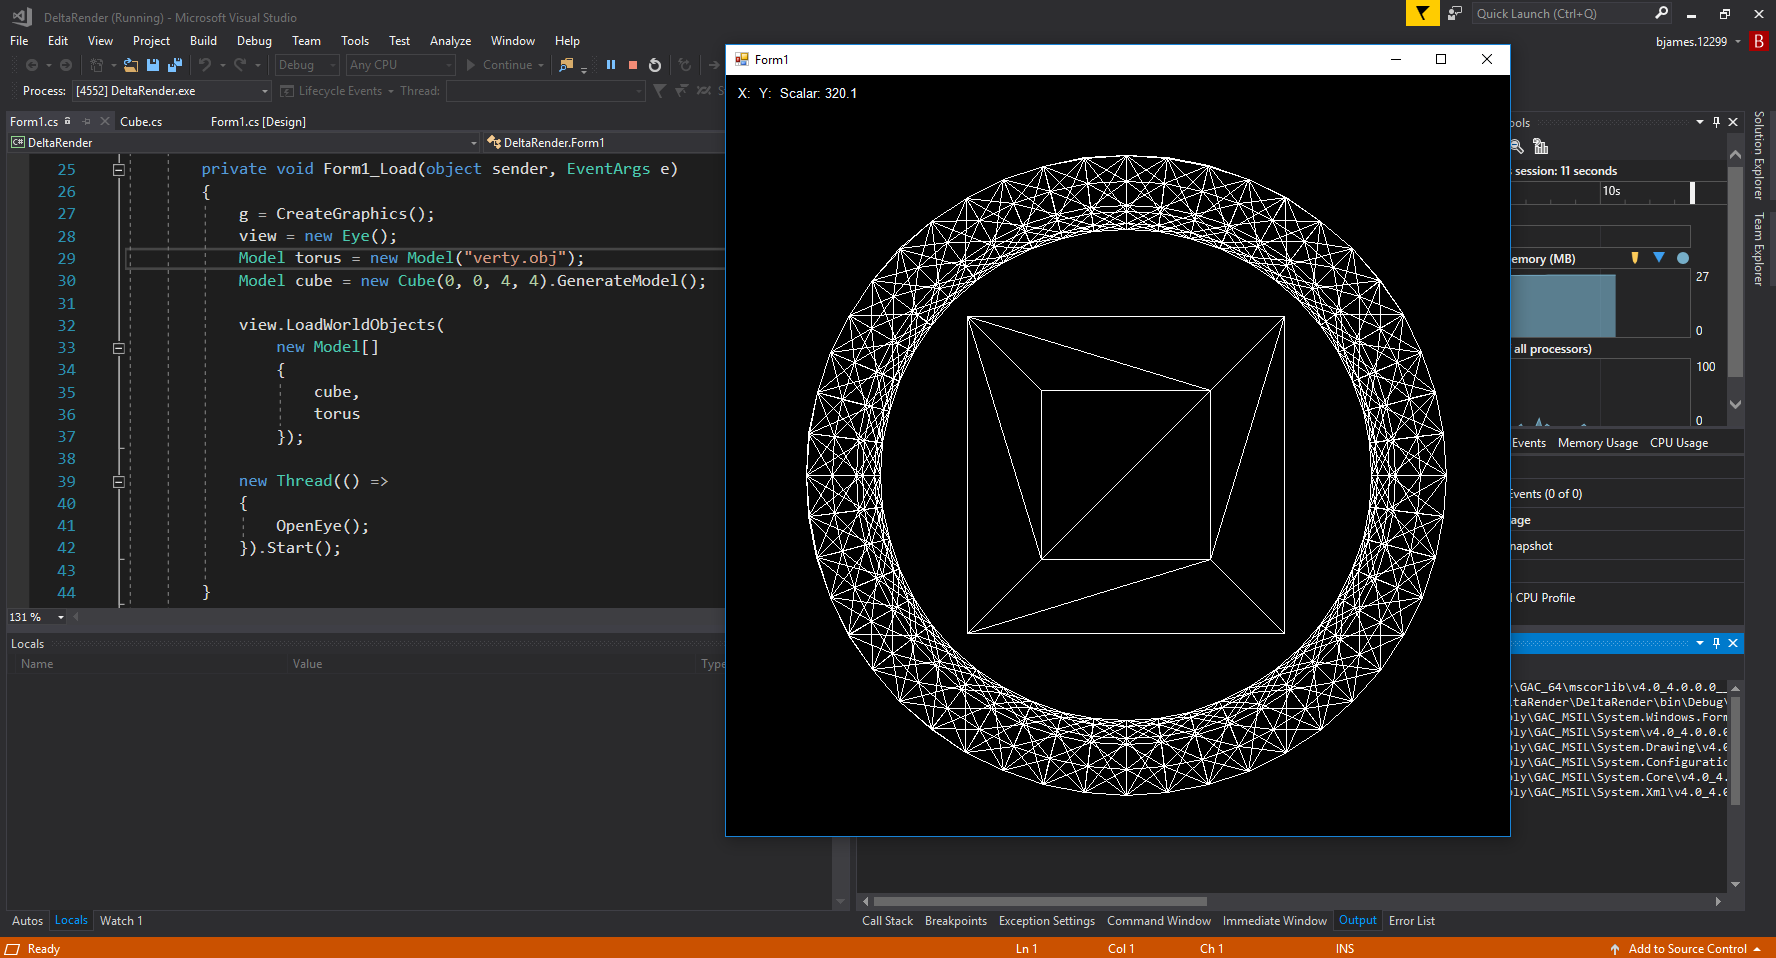 DeltaRender (Running) - Microsoft Visual Studio
Quick Launch (Ctrl+Q)
File Edit View Project Build Debug Team Tools Test Analyze Window Help
bjames.12299 B
Debug Any CPU Continue
Process: [4552] DeltaRender.exe Lifecycle Events Thread:
Form1.cs Cube.cs Form1.cs [Design]
DeltaRender DeltaRender.Form1
25 private void Form1_Load(object sender, EventArgs e)
26 {
27 g = CreateGraphics();
28 view = new Eye();
29 Model torus = new Model("verty.obj");
30 Model cube = new Cube(0, 0, 4, 4).GenerateModel();
31
32 view.LoadWorldObjects(
33 new Model[]
34 {
35 cube,
36 torus
37 });
38
39 new Thread(() =>
40 {
41 OpenEye();
42 }).Start();
43
44 }
131 %
Locals
Name Value Type
Autos Locals Watch 1
Form1
X: Y: Scalar: 320.1
ools
session: 11 seconds
10s
emory (MB)
27
0
all processors)
100
0
Events Memory Usage CPU Usage
Events (0 of 0)
age
napshot
CPU Profile
Solution Explorer
Team Explorer
\GAC_64\mscorlib\v4.0_4.0.0.0__
taRender\DeltaRender\bin\Debug\
ly\GAC_MSIL\System.Windows.Form
ly\GAC_MSIL\System\v4.0_4.0.0.0
ly\GAC_MSIL\System.Drawing\v4.0
ly\GAC_MSIL\System.Configuratio
ly\GAC_MSIL\System.Core\v4.0_4.
ly\GAC_MSIL\System.Xml\v4.0_4.0
Call Stack Breakpoints Exception Settings Command Window Immediate Window Output Error List
Ready Ln 1 Col 1 Ch 1 INS Add to Source Control